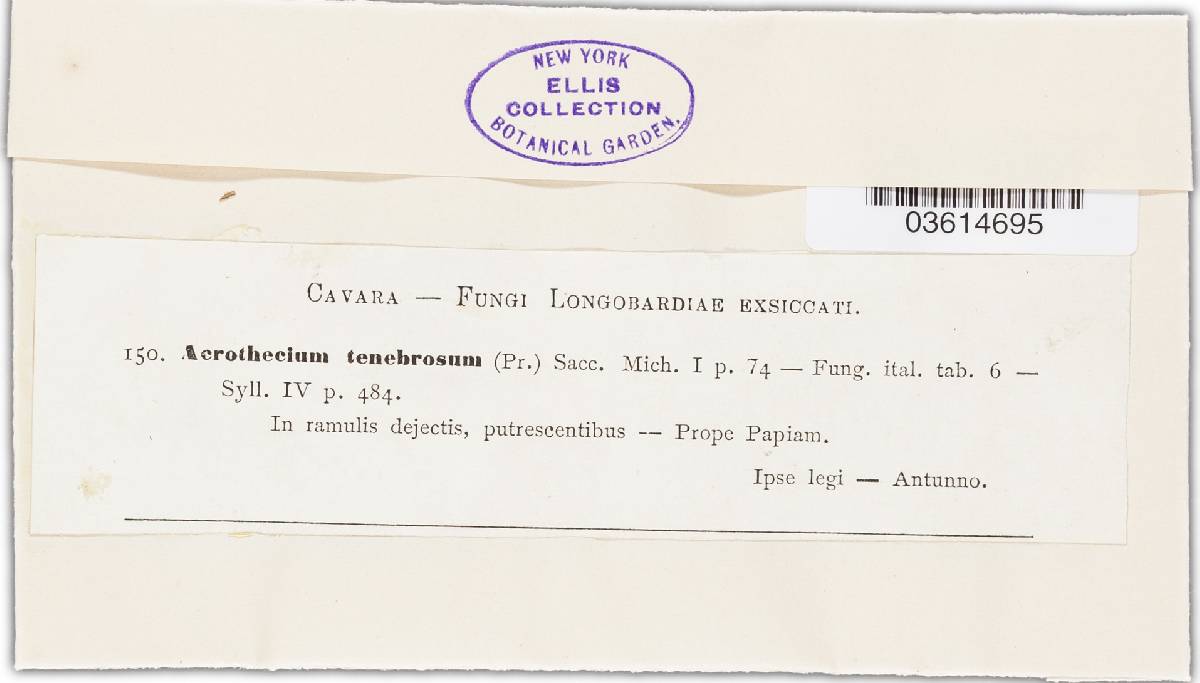 NEW YORK
ELLIS
COLLECTION
BOTANICAL GARDEN.
03614695
CAVARA — FUNGI LONGOBARDIAE EXSICCATI.
150. Acrothecium tenebrosum (Pr.) Sacc. Mich. I p. 74 — Fung. ital. tab. 6 —
Syll. IV p. 484.
In ramulis dejectis, putrescentibus — Prope Papiam.
Ipse legi — Antunno.